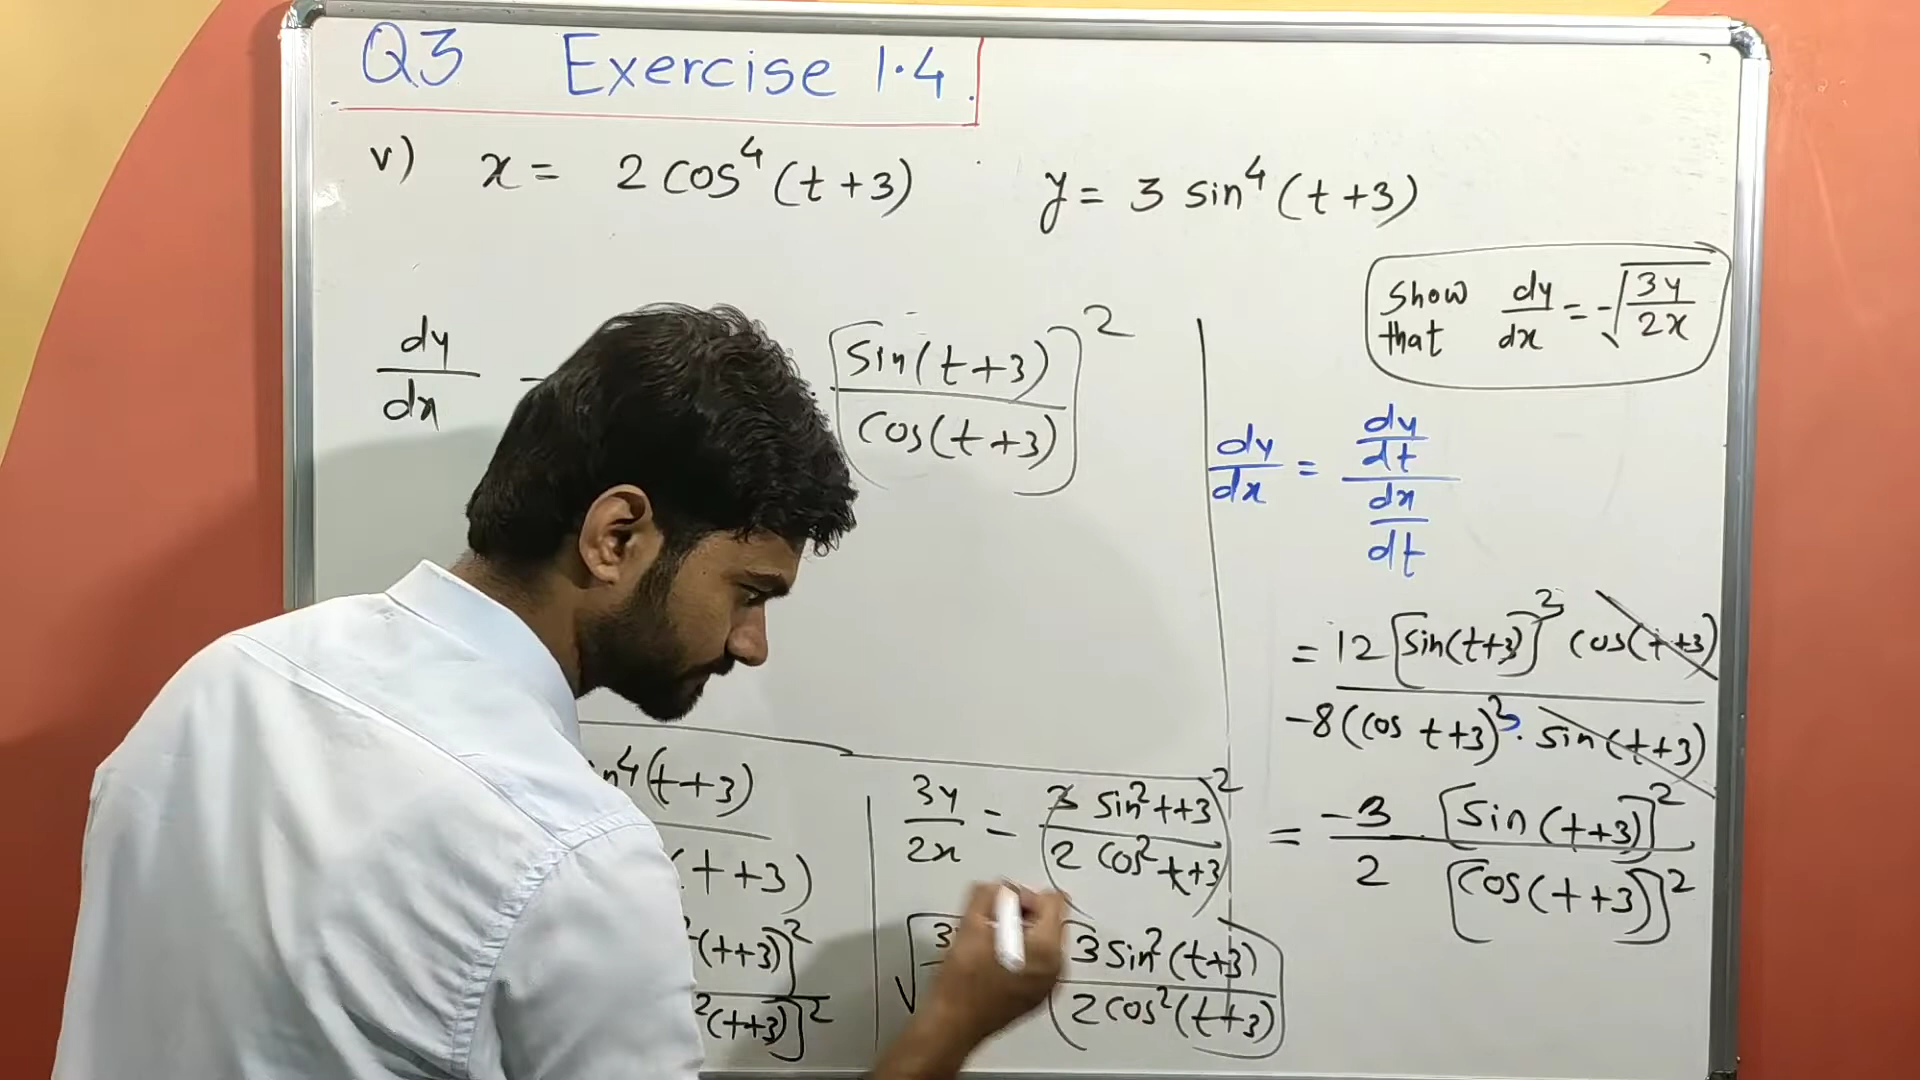 Q3 Exercise 1.4
v) x = 2 cos⁴ (t+3) y = 3 sin⁴ (t+3)
Show that dy/dx = -√(3y/2x)
dy/dx = [sin(t+3)/cos(t+3)]²
dy/dx = (dy/dt)/(dx/dt)
= 12 [sin(t+3)]³ cos(t+3)
-8(cos t+3)³ . sin(t+3)
= -3/2 [sin(t+3)]²/[cos(t+3)]²
n⁴(t+3)
(t+3)
(t+3)]²
²(t+3)]²
3y/2x = (3 sin² t+3/2 cos² t+3)²
√3
3 sin² (t+3)
2 cos² (t+3)